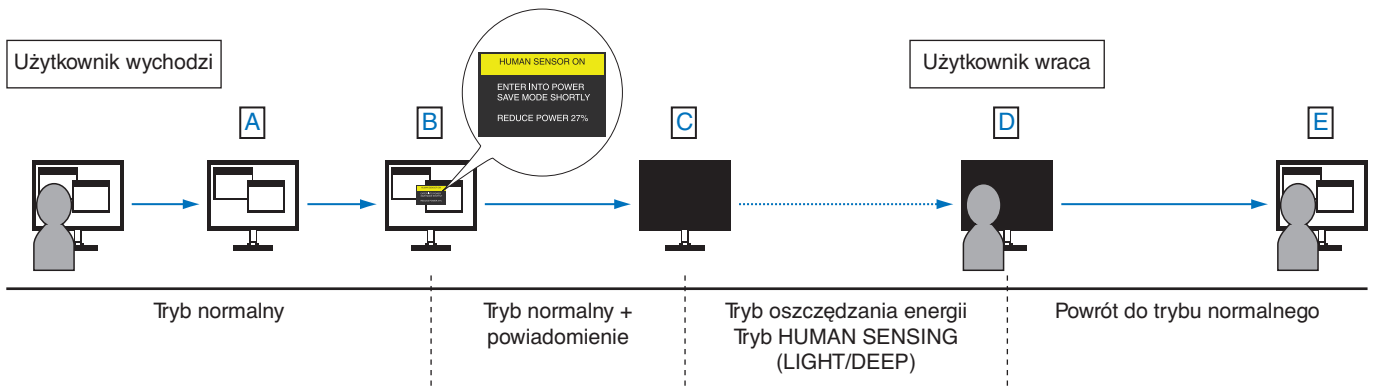 Użytkownik wychodzi
HUMAN SENSOR ON
ENTER INTO POWER
SAVE MODE SHORTLY
REDUCE POWER 27%
Użytkownik wraca
A
B
C
D
E
Tryb normalny
Tryb normalny +
powiadomienie
Tryb oszczędzania energii
Tryb HUMAN SENSING
(LIGHT/DEEP)
Powrót do trybu normalnego